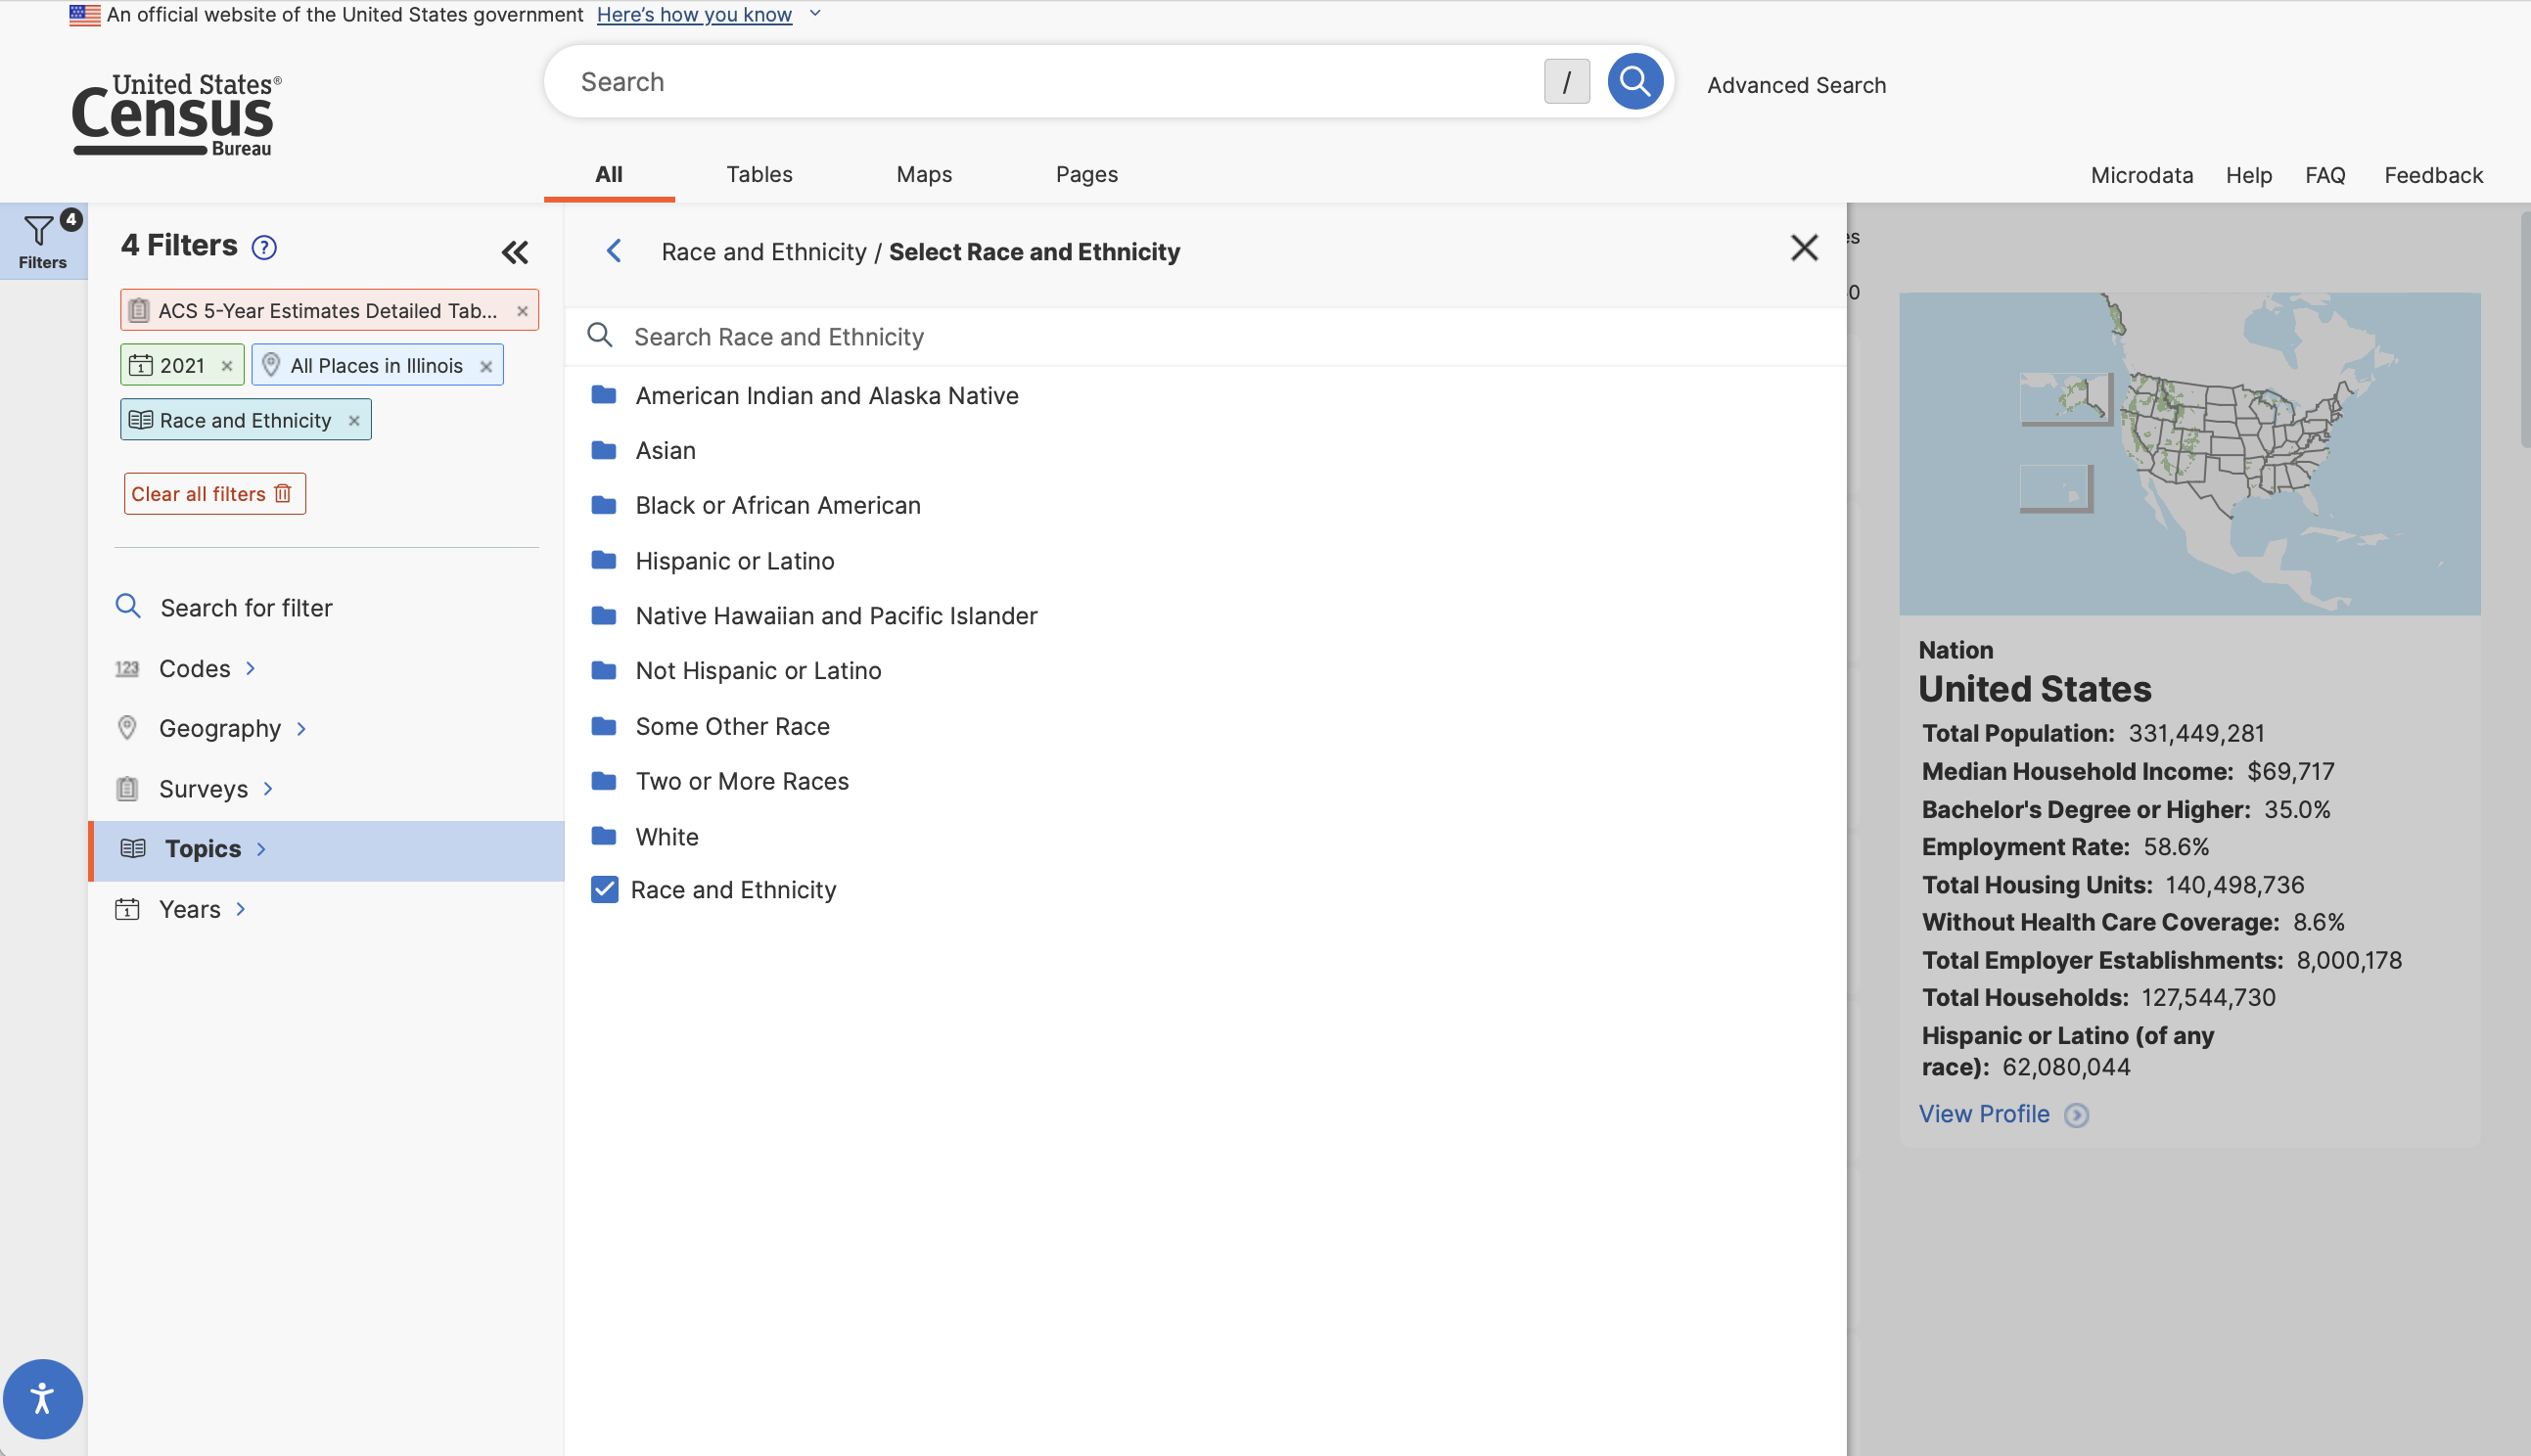 An official website of the United States government Here's how you know
United States®
Census
Bureau
Search
/
Advanced Search
All Tables Maps Pages
Microdata Help FAQ Feedback
4
Filters
4 Filters ?
ACS 5-Year Estimates Detailed Tab... ×
1 2021 × All Places in Illinois ×
Race and Ethnicity ×
Clear all filters
Search for filter
123 Codes
Geography
Surveys
Topics
1 Years
Race and Ethnicity / Select Race and Ethnicity
Search Race and Ethnicity
American Indian and Alaska Native
Asian
Black or African American
Hispanic or Latino
Native Hawaiian and Pacific Islander
Not Hispanic or Latino
Some Other Race
Two or More Races
White
Race and Ethnicity
es
0
Nation
United States
Total Population: 331,449,281
Median Household Income: $69,717
Bachelor's Degree or Higher: 35.0%
Employment Rate: 58.6%
Total Housing Units: 140,498,736
Without Health Care Coverage: 8.6%
Total Employer Establishments: 8,000,178
Total Households: 127,544,730
Hispanic or Latino (of any
race): 62,080,044
View Profile